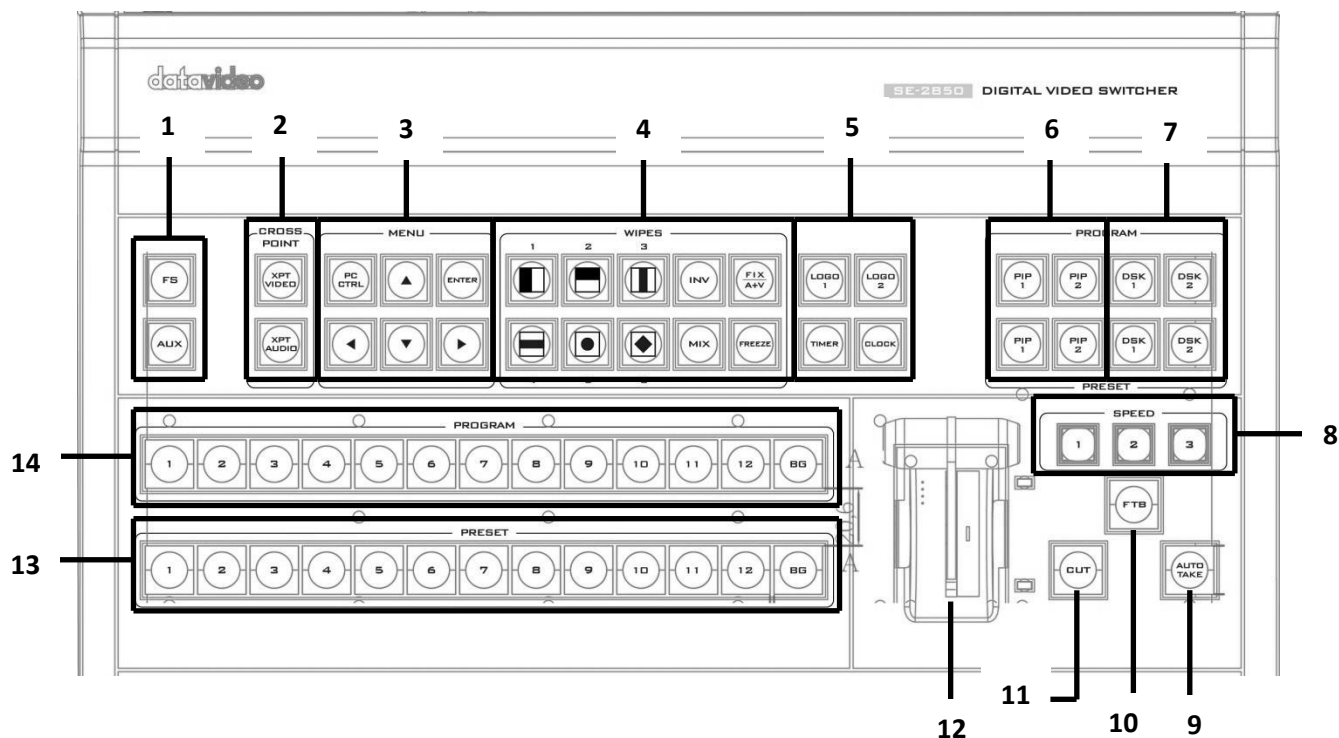 datavideo
SE-2850 DIGITAL VIDEO SWITCHER
1 2 3 4 5 6 7
CROSS
POINT
MENU
WIPES
PROGRAM
1 2 3
XPT
VIDEO
PC
CTRL
ENTER
INV
FIX
A+V
LOGO
1
LOGO
2
PIP
1
PIP
2
DSK
1
DSK
2
FS
AUX
XPT
AUDIO
MIX
FREEZE
TIMER
CLOCK
PIP
1
PIP
2
DSK
1
DSK
2
PRESET
SPEED
1 2 3
8
PROGRAM
14
1 2 3 4 5 6 7 8 9 10 11 12 BG
A
FTB
PRESET
13
1 2 3 4 5 6 7 8 9 10 11 12 BG
A
CUT
AUTO
TAKE
11
12
10
9